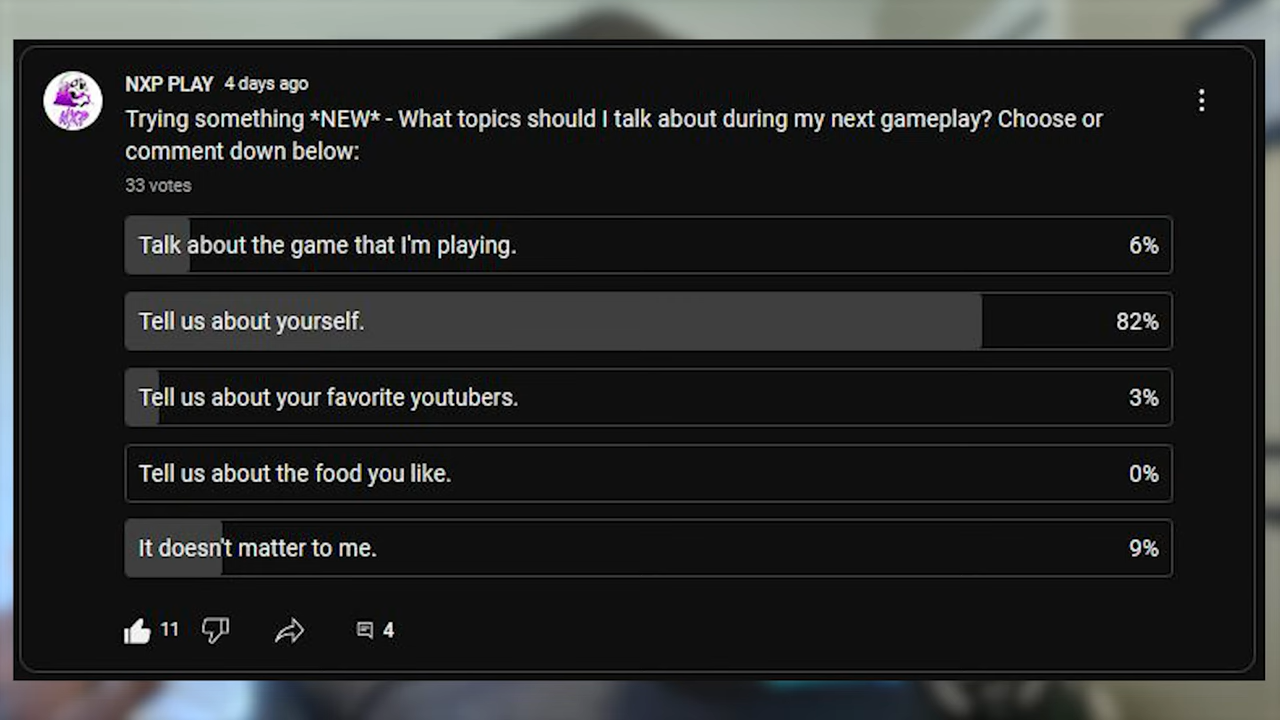 NXP PLAY 4 days ago
Trying something *NEW* - What topics should I talk about during my next gameplay? Choose or
comment down below:
33 votes
Talk about the game that I'm playing. 6%
Tell us about yourself. 82%
Tell us about your favorite youtubers. 3%
Tell us about the food you like. 0%
It doesn't matter to me. 9%
11 4
NXP